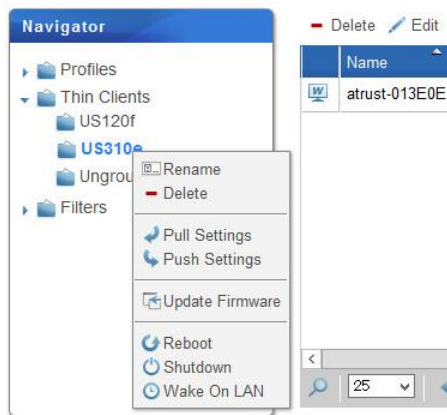 Navigator
Profiles
Thin Clients
US120f
US310e
Ungrou
Filters
Rename
Delete
Pull Settings
Push Settings
Update Firmware
Reboot
Shutdown
Wake On LAN
Delete Edit
Name
atrust-013E0E
25